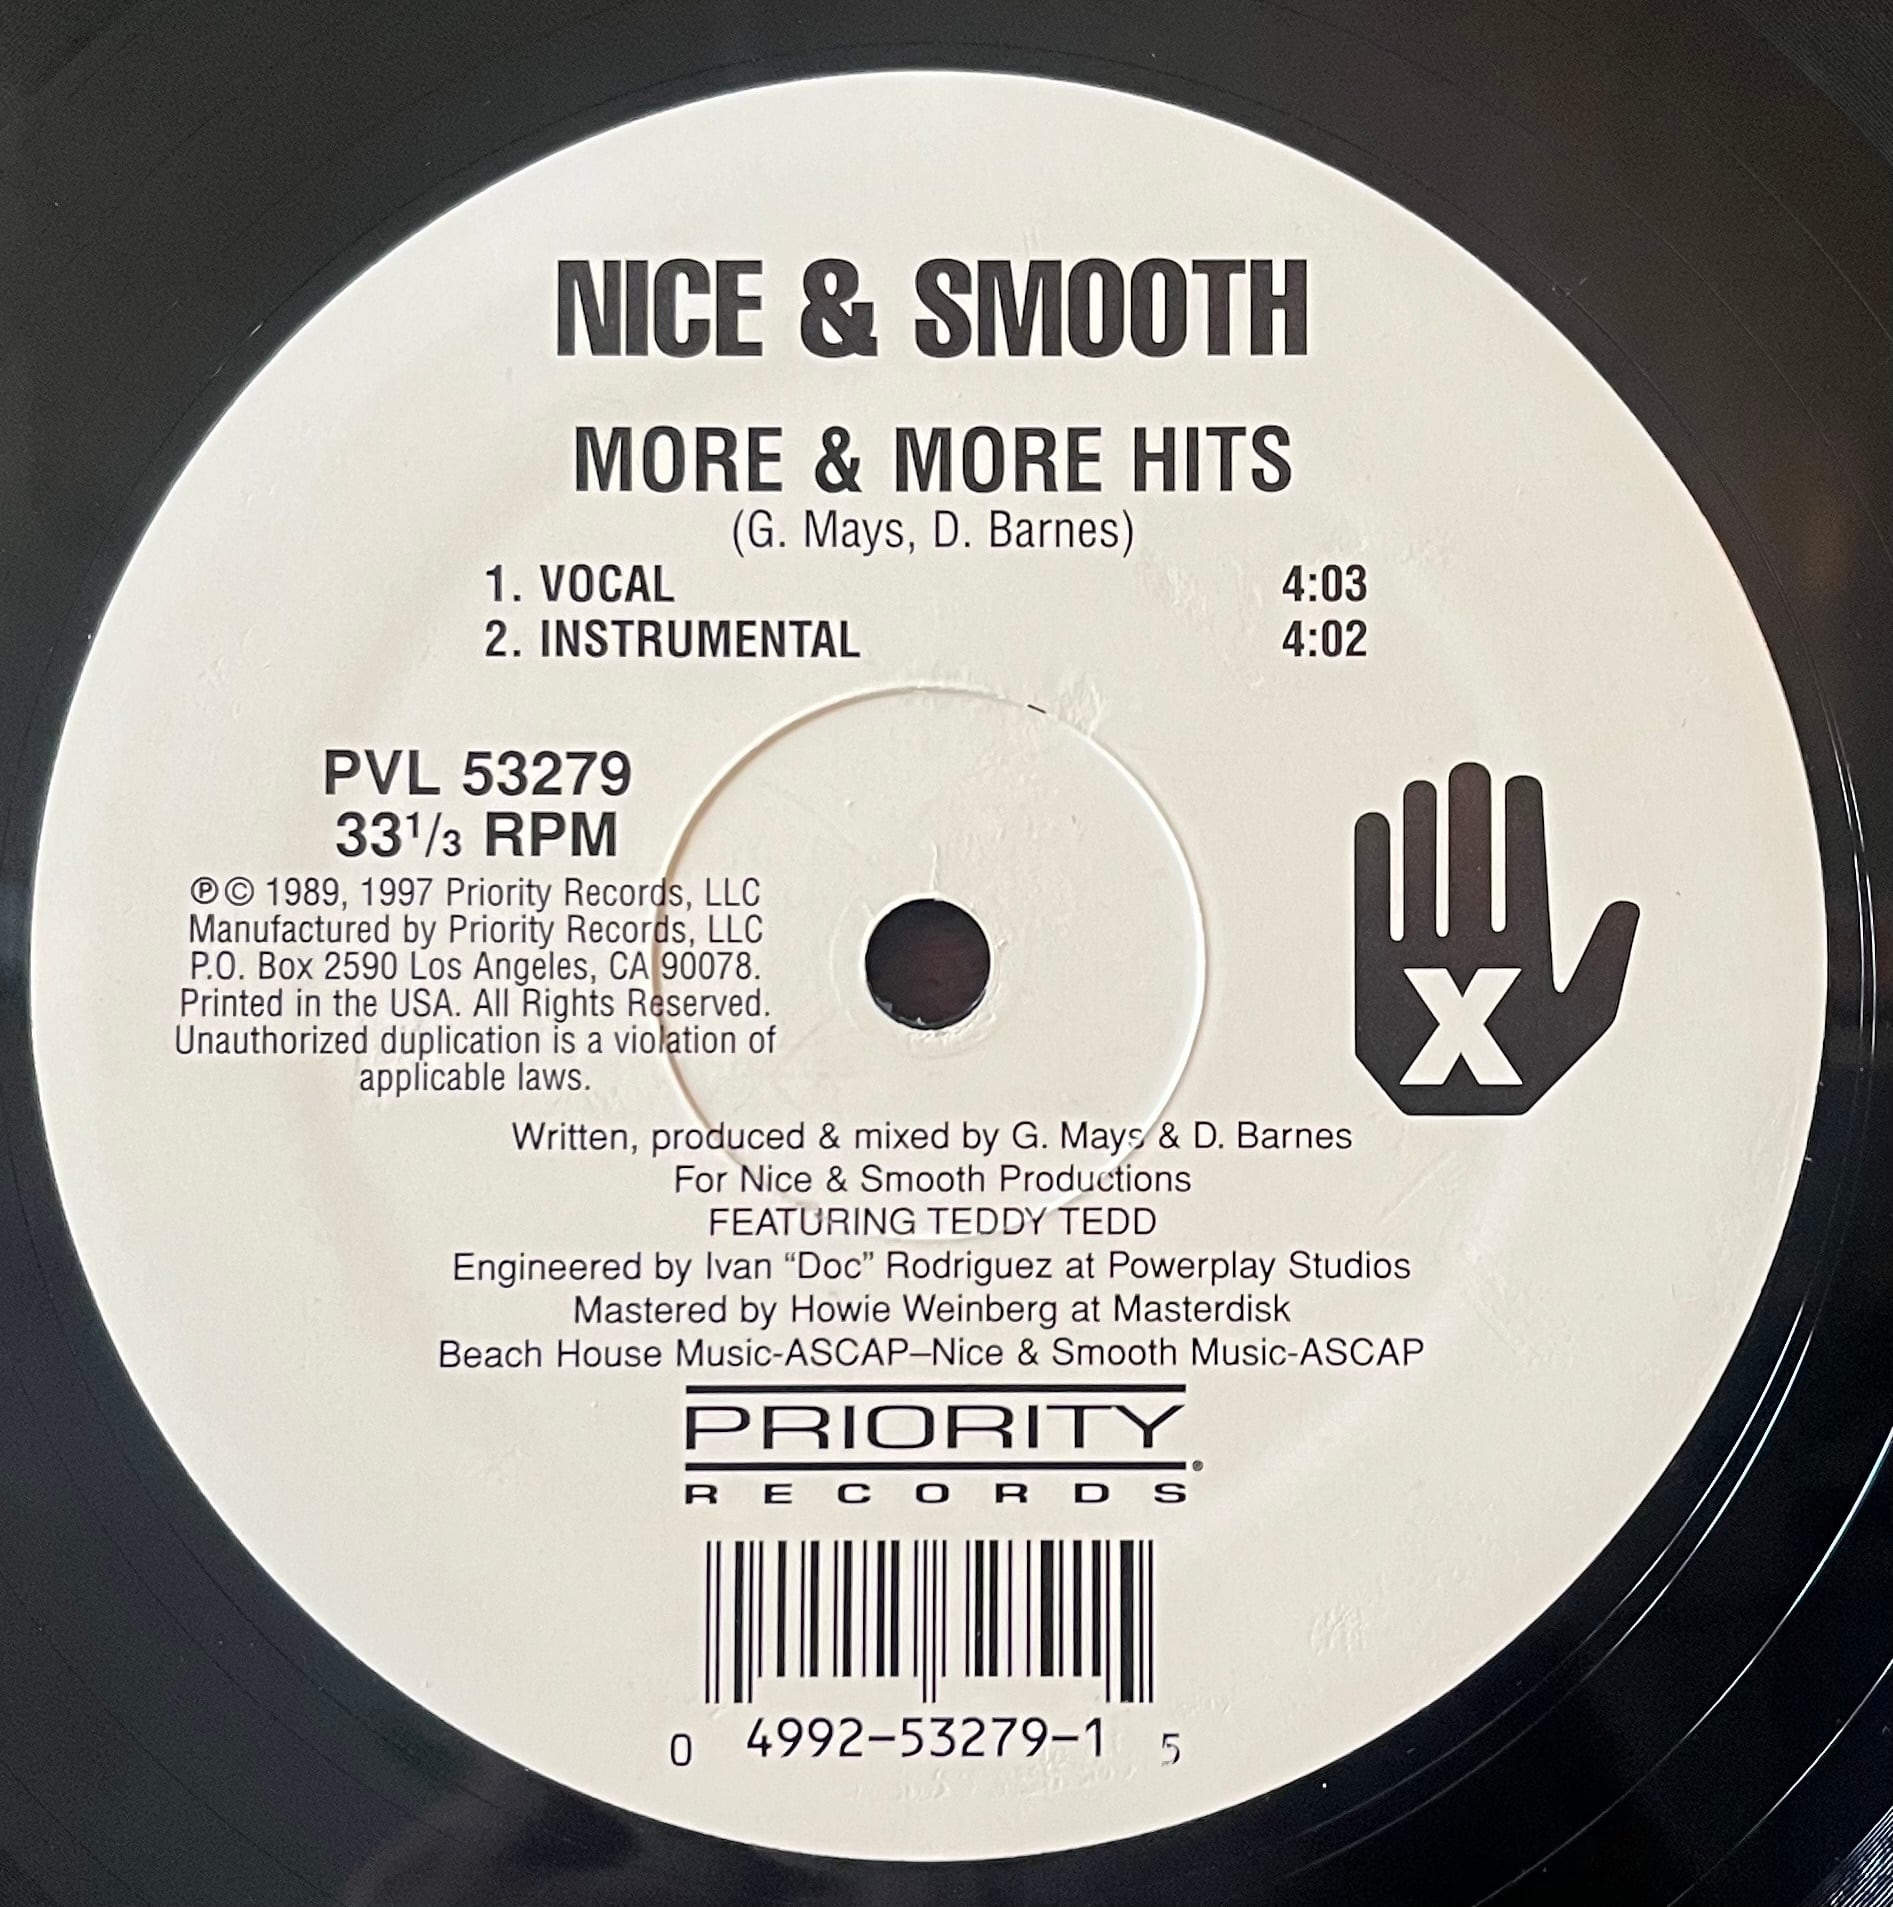 NICE & SMOOTH
MORE & MORE HITS
(G. Mays, D. Barnes)
1. VOCAL 4:03
2. INSTRUMENTAL 4:02
PVL 53279
33 1/3 RPM
℗© 1989, 1997 Priority Records, LLC
Manufactured by Priority Records, LLC
P.O. Box 2590 Los Angeles, CA 90078.
Printed in the USA. All Rights Reserved.
Unauthorized duplication is a violation of
applicable laws.
X
Written, produced & mixed by G. Mays & D. Barnes
For Nice & Smooth Productions
FEATURING TEDDY TEDD
Engineered by Ivan “Doc” Rodriguez at Powerplay Studios
Mastered by Howie Weinberg at Masterdisk
Beach House Music-ASCAP–Nice & Smooth Music-ASCAP
PRIORITY
RECORDS®
0 4992-53279-1 5